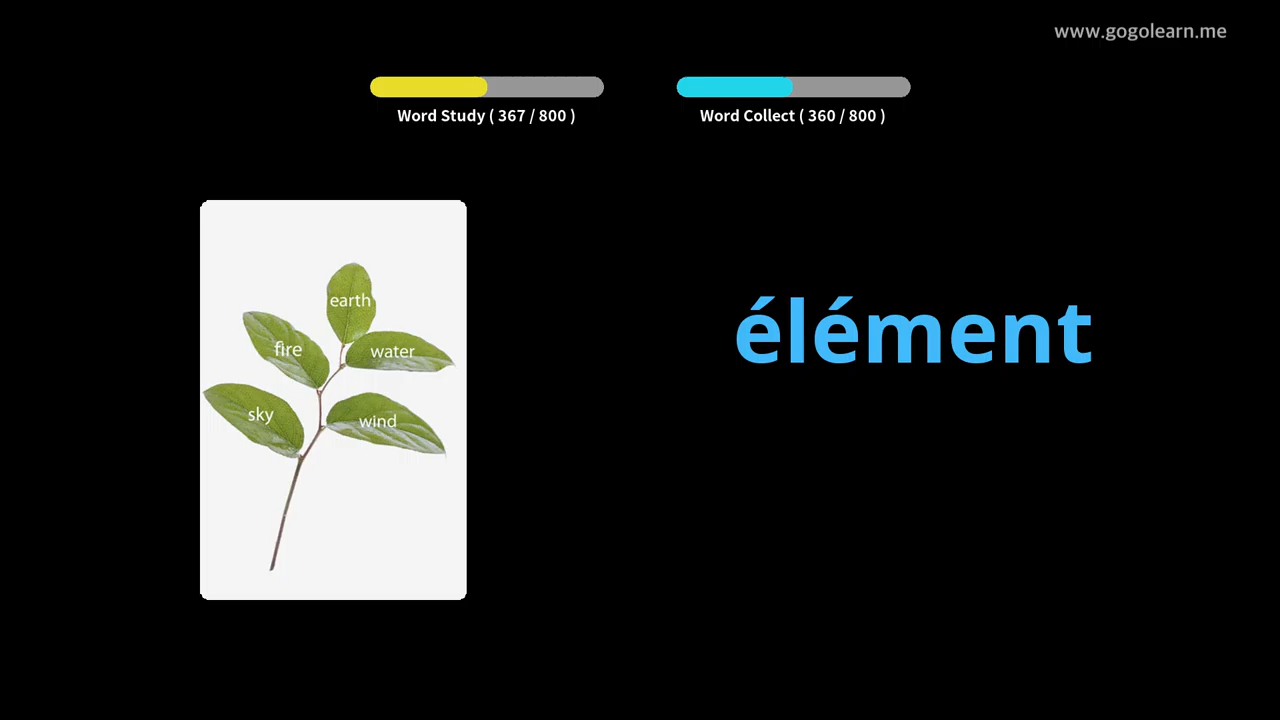 www.gogolearn.me
Word Study ( 367 / 800 )
Word Collect ( 360 / 800 )
earth
fire
water
sky
wind
élément